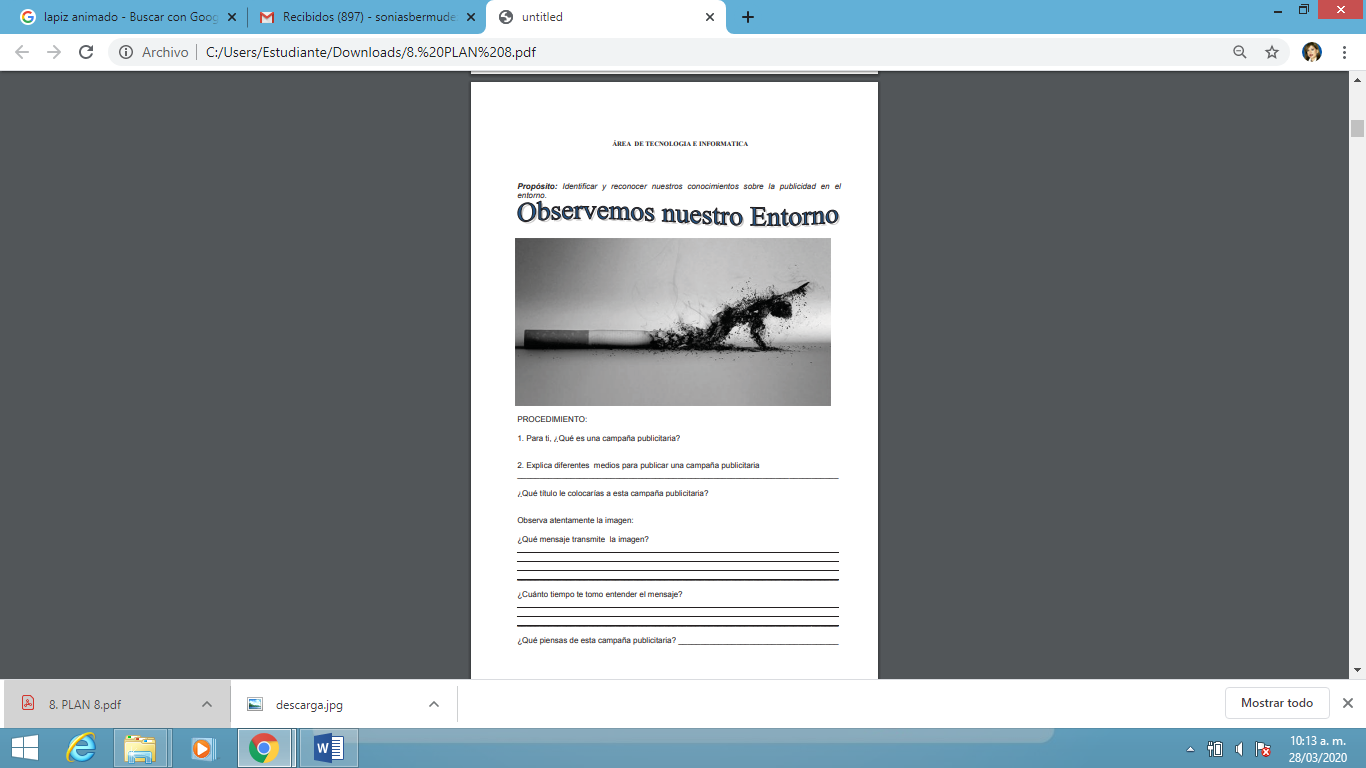 lapiz animado - Buscar con Goog
Recibidos (897) - soniasbermude
untitled
Archivo
C:/Users/Estudiante/Downloads/8.%20PLAN%208.pdf
ÁREA DE TECNOLOGIA E INFORMATICA
Propósito: Identificar y reconocer nuestros conocimientos sobre la publicidad en el
entorno.
Observemos nuestro Entorno
PROCEDIMIENTO:
1. Para ti, ¿Qué es una campaña publicitaria?
2. Explica diferentes medios para publicar una campaña publicitaria
¿Qué título le colocarías a esta campaña publicitaria?
Observa atentamente la imagen:
¿Qué mensaje transmite la imagen?
¿Cuánto tiempo te tomo entender el mensaje?
¿Qué piensas de esta campaña publicitaria?
8. PLAN 8.pdf
descarga.jpg
Mostrar todo
10:13 a. m.
28/03/2020